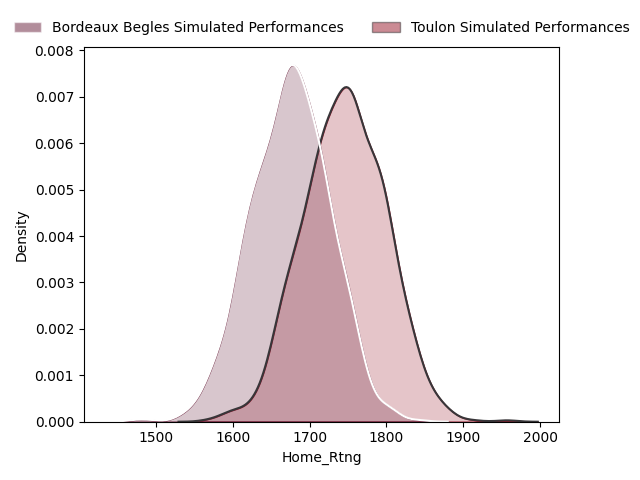 Bordeaux Begles Simulated Performances Toulon Simulated Performances
0.008
0.007
0.006
0.005
0.004
0.003
0.002
0.001
0.000
Density
1500 1600 1700 1800 1900 2000
Home_Rtng